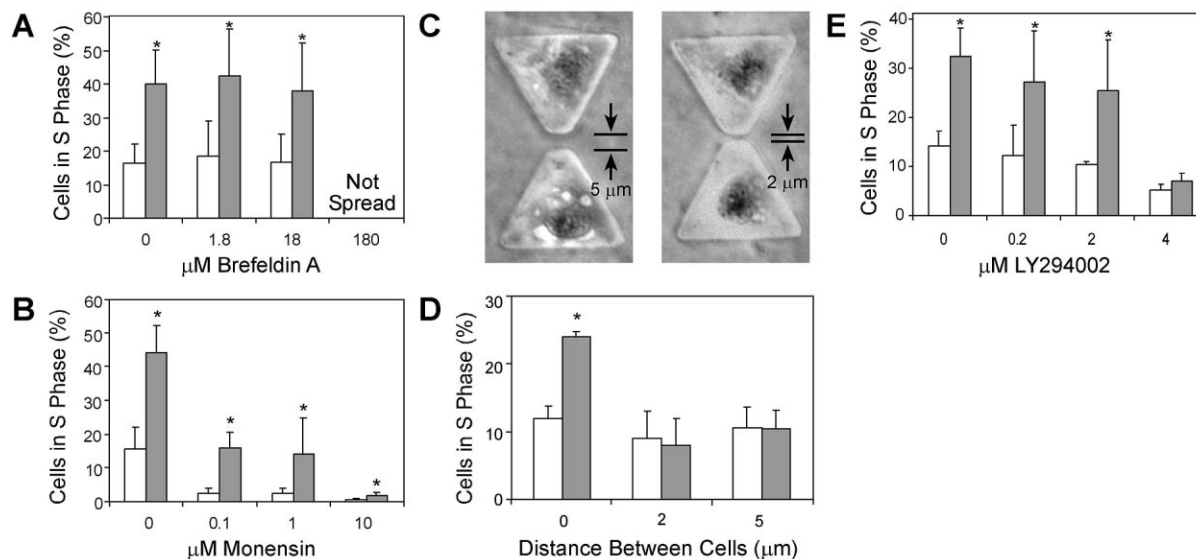 A
Cells in S Phase (%)
60
50
40
30
20
10
0
*
*
*
Not
Spread
0 1.8 18 180
μM Brefeldin A
B
Cells in S Phase (%)
60
50
40
30
20
10
0
*
*
*
*
0 0.1 1 10
μM Monensin
C
5 μm
2 μm
D
Cells in S Phase (%)
30
20
10
0
*
0 2 5
Distance Between Cells (μm)
E
Cells in S Phase (%)
40
30
20
10
0
*
*
*
0 0.2 2 4
μM LY294002